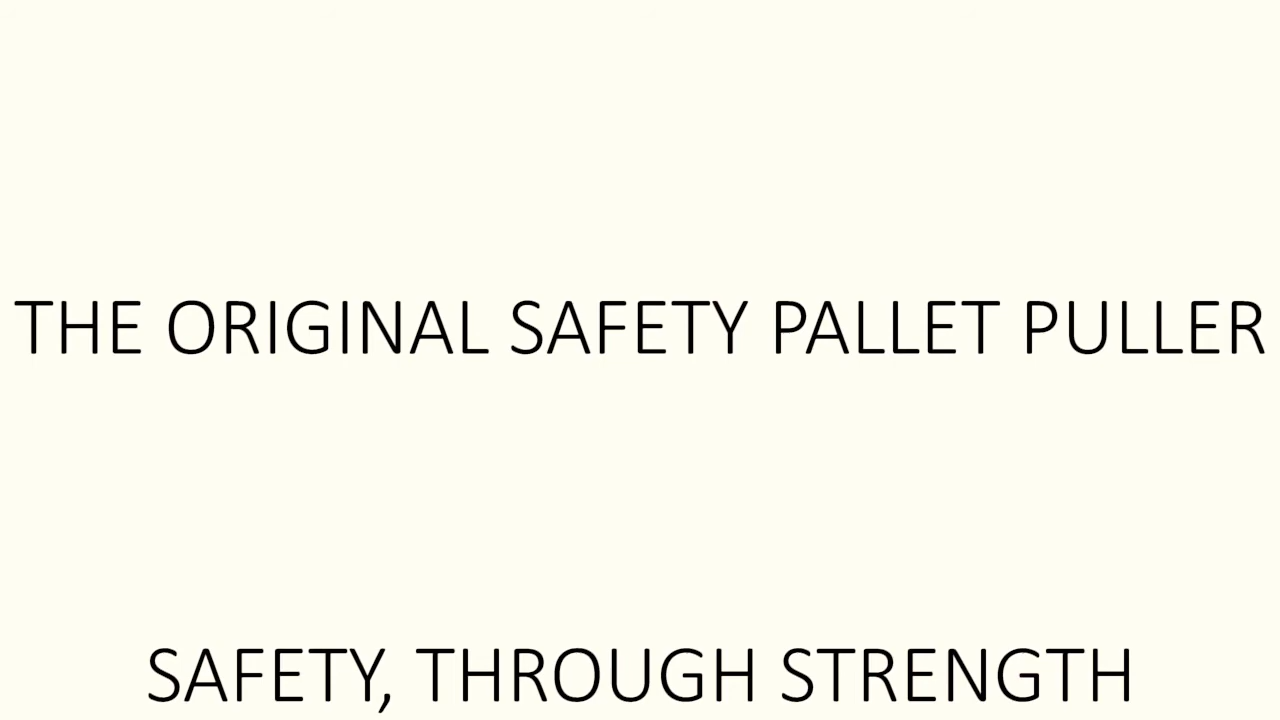 THE ORIGINAL SAFETY PALLET PULLER
SAFETY, THROUGH STRENGTH